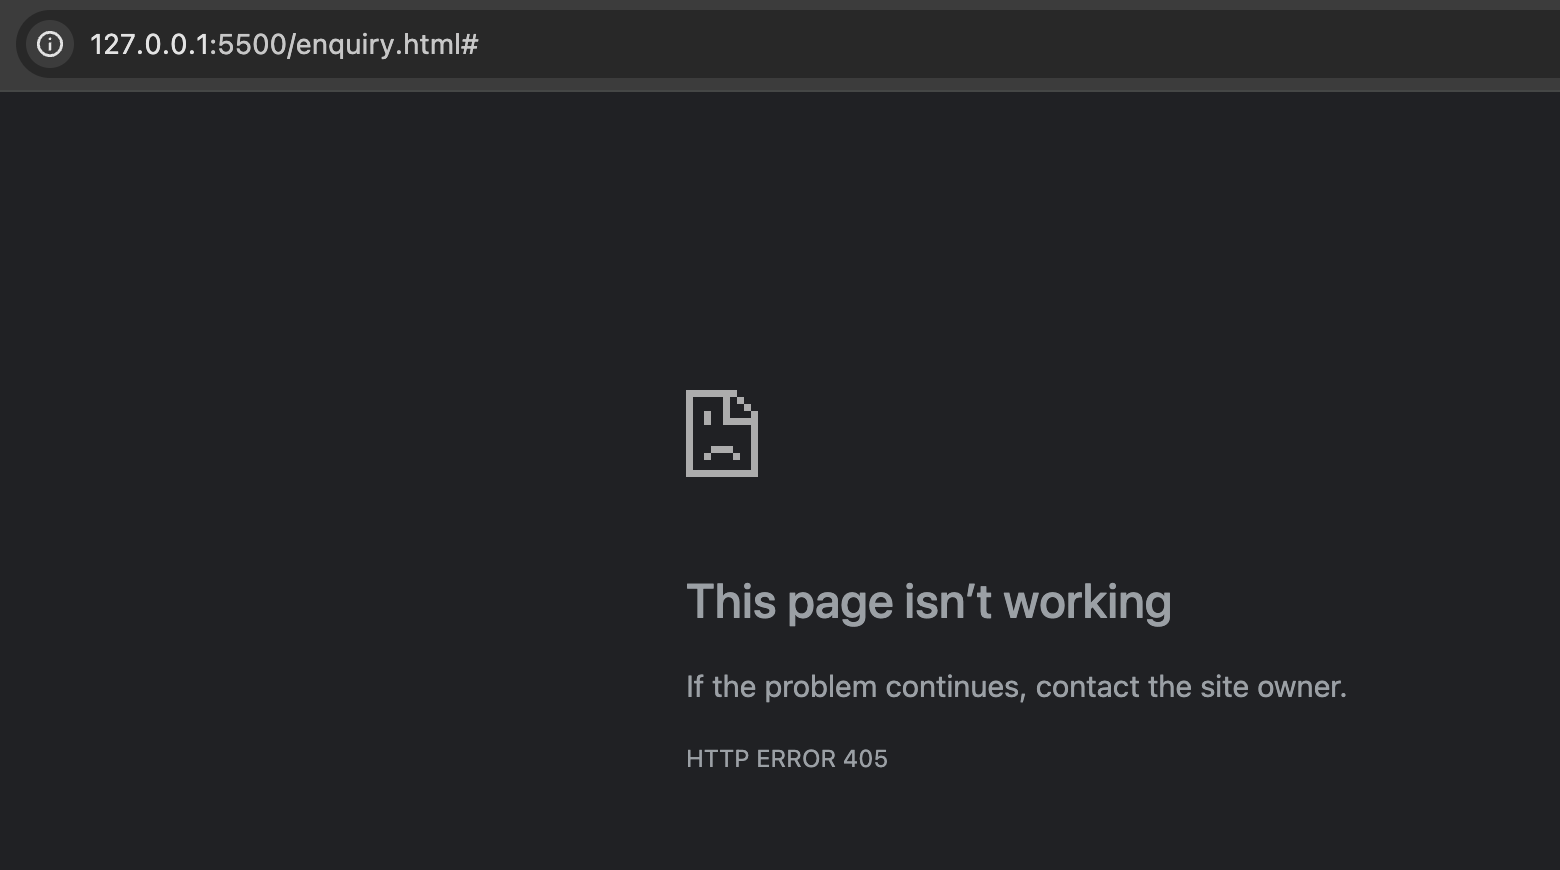 127.0.0.1:5500/enquiry.html#
This page isn’t working
If the problem continues, contact the site owner.
HTTP ERROR 405